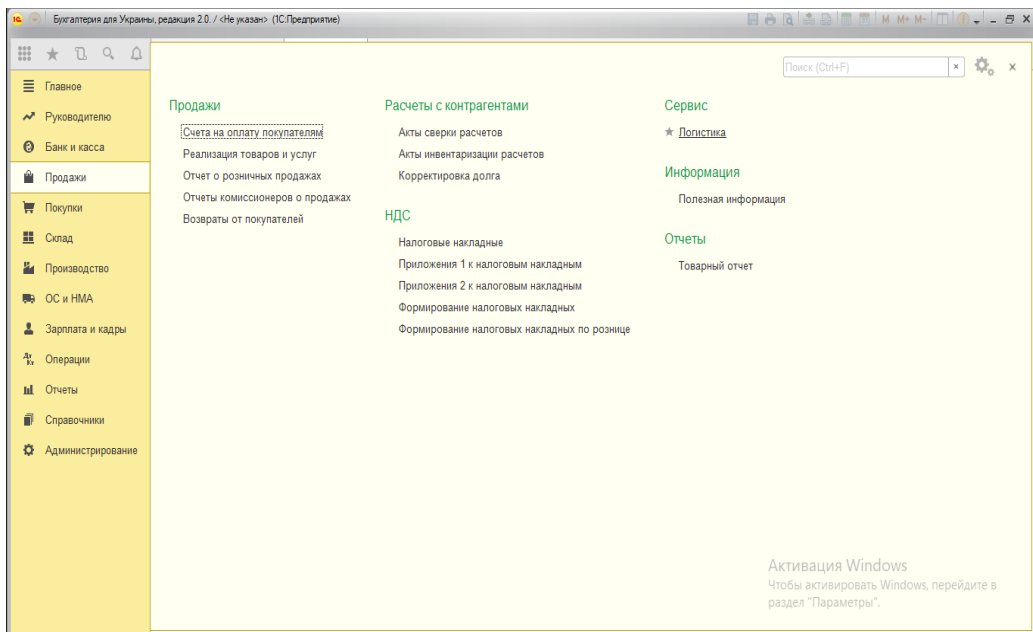 1С Бухгалтерия для Украины, редакция 2.0. / <Не указан> (1С:Предприятие)
M M+ M-
Поиск (Ctrl+F)
Главное
Руководителю
Банк и касса
Продажи
Покупки
Склад
Производство
ОС и НМА
Зарплата и кадры
Операции
Отчеты
Справочники
Администрирование
Продажи
Счета на оплату покупателям
Реализация товаров и услуг
Отчет о розничных продажах
Отчеты комиссионеров о продажах
Возвраты от покупателей
Расчеты с контрагентами
Акты сверки расчетов
Акты инвентаризации расчетов
Корректировка долга
НДС
Налоговые накладные
Приложения 1 к налоговым накладным
Приложения 2 к налоговым накладным
Формирование налоговых накладных
Формирование налоговых накладных по рознице
Сервис
Логистика
Информация
Полезная информация
Отчеты
Товарный отчет
Активация Windows
Чтобы активировать Windows, перейдите в
раздел "Параметры".